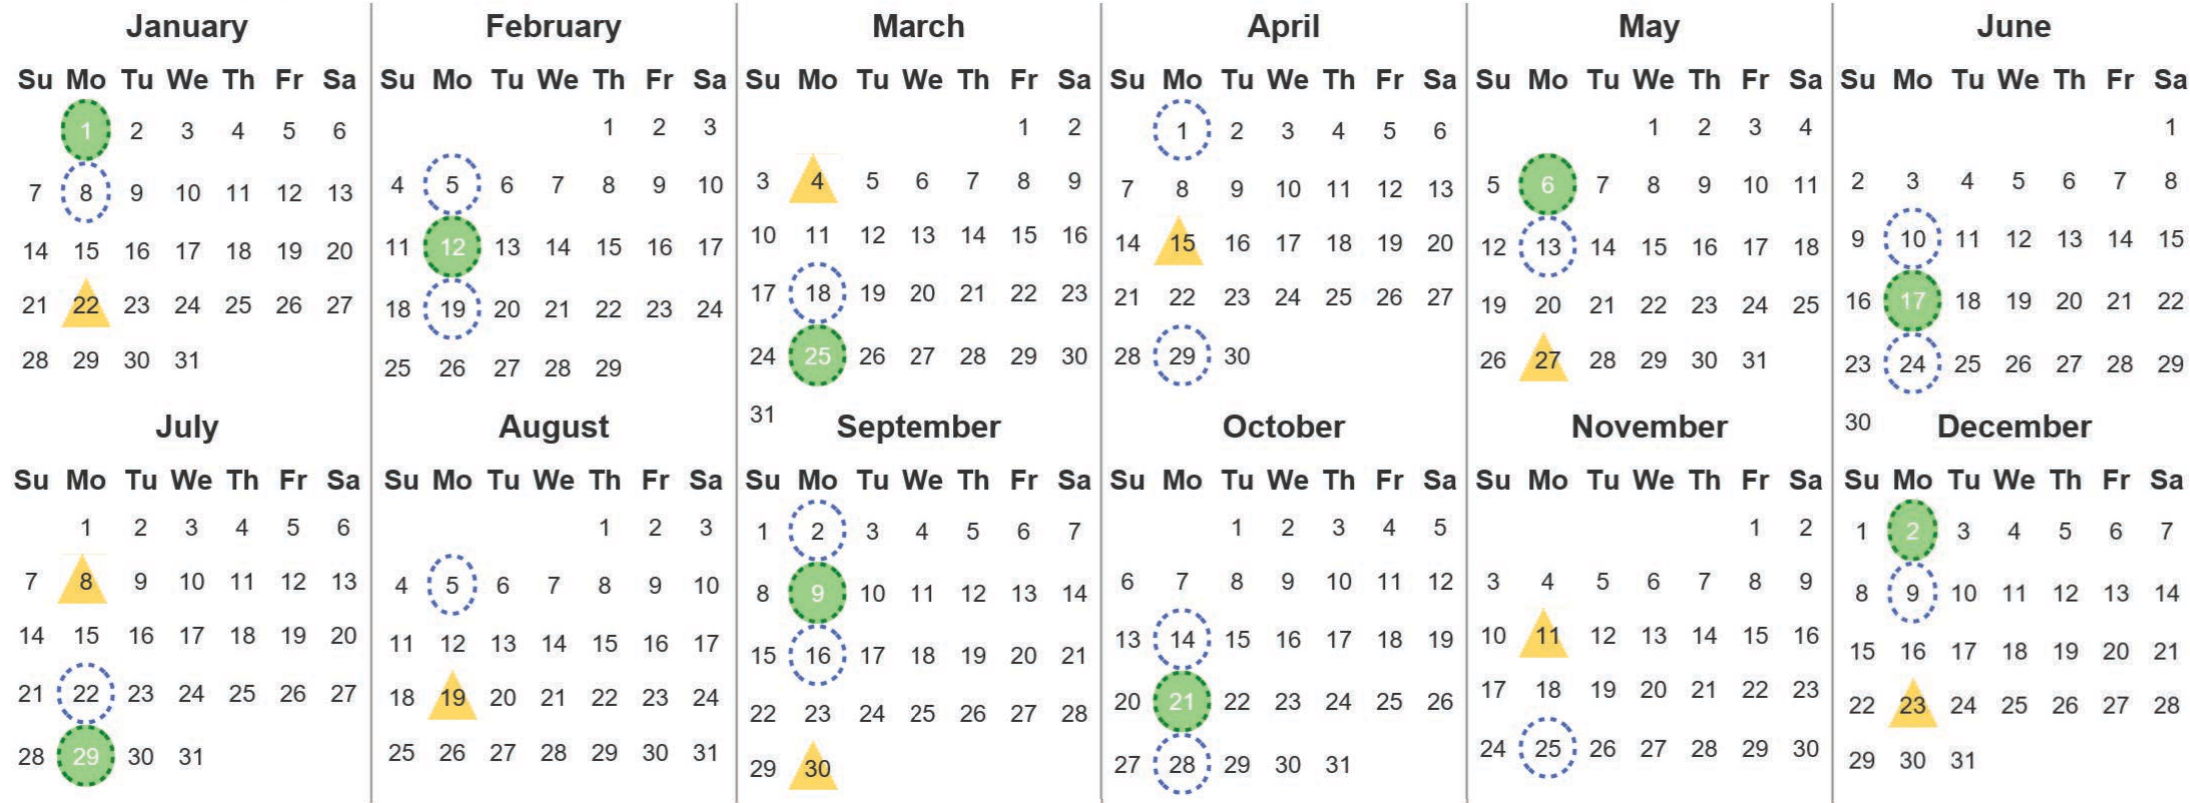 January February March April May June
Su Mo Tu We Th Fr Sa Su Mo Tu We Th Fr Sa Su Mo Tu We Th Fr Sa Su Mo Tu We Th Fr Sa Su Mo Tu We Th Fr Sa Su Mo Tu We Th Fr Sa
1 2 3 4 5 6 1 2 3 1 2 1 2 3 4 5 6 1 2 3 4 1
7 8 9 10 11 12 13 4 5 6 7 8 9 10 3 4 5 6 7 8 9 7 8 9 10 11 12 13 5 6 7 8 9 10 11 2 3 4 5 6 7 8
14 15 16 17 18 19 20 11 12 13 14 15 16 17 10 11 12 13 14 15 16 14 15 16 17 18 19 20 12 13 14 15 16 17 18 9 10 11 12 13 14 15
21 22 23 24 25 26 27 18 19 20 21 22 23 24 17 18 19 20 21 22 23 21 22 23 24 25 26 27 19 20 21 22 23 24 25 16 17 18 19 20 21 22
28 29 30 31 25 26 27 28 29 24 25 26 27 28 29 30 28 29 30 26 27 28 29 30 31 23 24 25 26 27 28 29
31 30
July August September October November December
Su Mo Tu We Th Fr Sa Su Mo Tu We Th Fr Sa Su Mo Tu We Th Fr Sa Su Mo Tu We Th Fr Sa Su Mo Tu We Th Fr Sa Su Mo Tu We Th Fr Sa
1 2 3 4 5 6 1 2 3 1 2 3 4 5 6 7 1 2 3 4 5 1 2 1 2 3 4 5 6 7
7 8 9 10 11 12 13 4 5 6 7 8 9 10 8 9 10 11 12 13 14 6 7 8 9 10 11 12 3 4 5 6 7 8 9 8 9 10 11 12 13 14
14 15 16 17 18 19 20 11 12 13 14 15 16 17 15 16 17 18 19 20 21 13 14 15 16 17 18 19 10 11 12 13 14 15 16 15 16 17 18 19 20 21
21 22 23 24 25 26 27 18 19 20 21 22 23 24 22 23 24 25 26 27 28 20 21 22 23 24 25 26 17 18 19 20 21 22 23 22 23 24 25 26 27 28
28 29 30 31 25 26 27 28 29 30 31 29 30 27 28 29 30 31 24 25 26 27 28 29 30 29 30 31